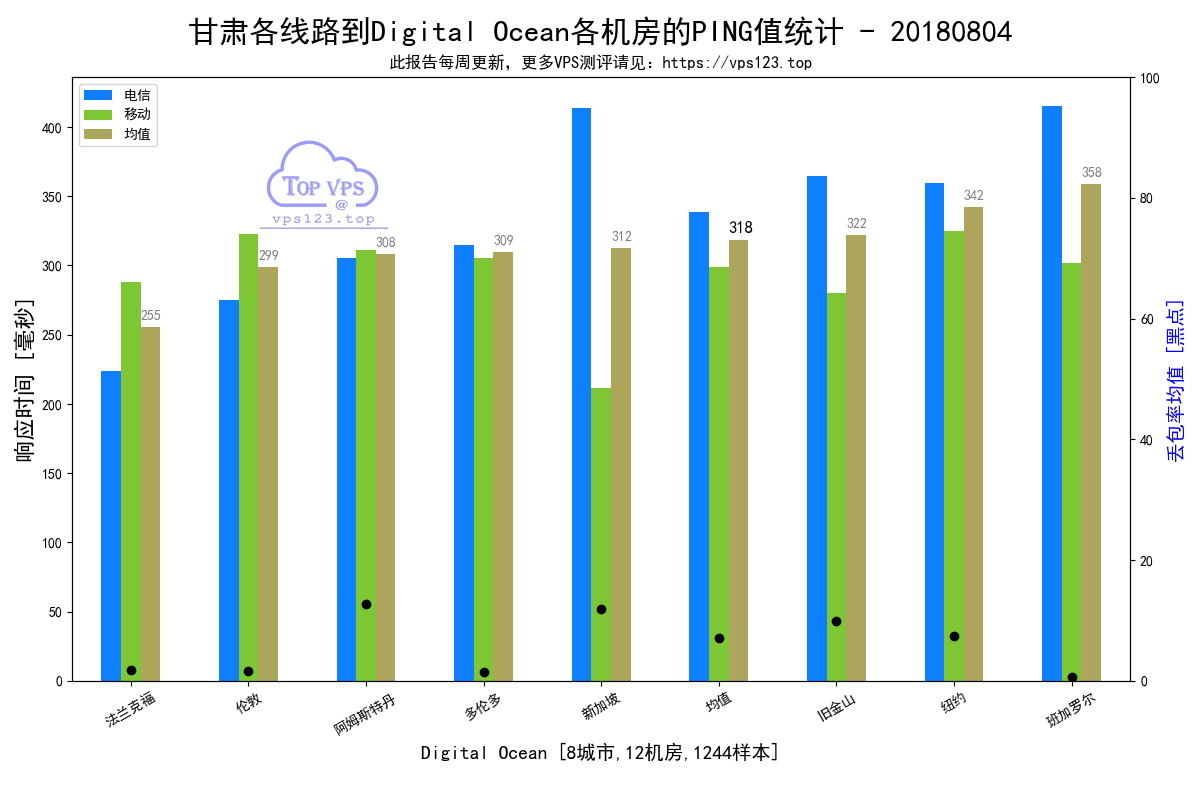 甘肃各线路到Digital Ocean各机房的PING值统计 - 20180804
此报告每周更新，更多VPS测评请见：https://vps123.top
电信
移动
均值
TOP VPS
@
vps123.top
响应时间 [毫秒]
400
350
300
250
200
150
100
50
0
255
299
308
309
312
318
322
342
358
100
80
60
40
20
0
丢包率均值 [黑点]
法兰克福
伦敦
阿姆斯特丹
多伦多
新加坡
均值
旧金山
纽约
班加罗尔
Digital Ocean [8城市,12机房,1244样本]